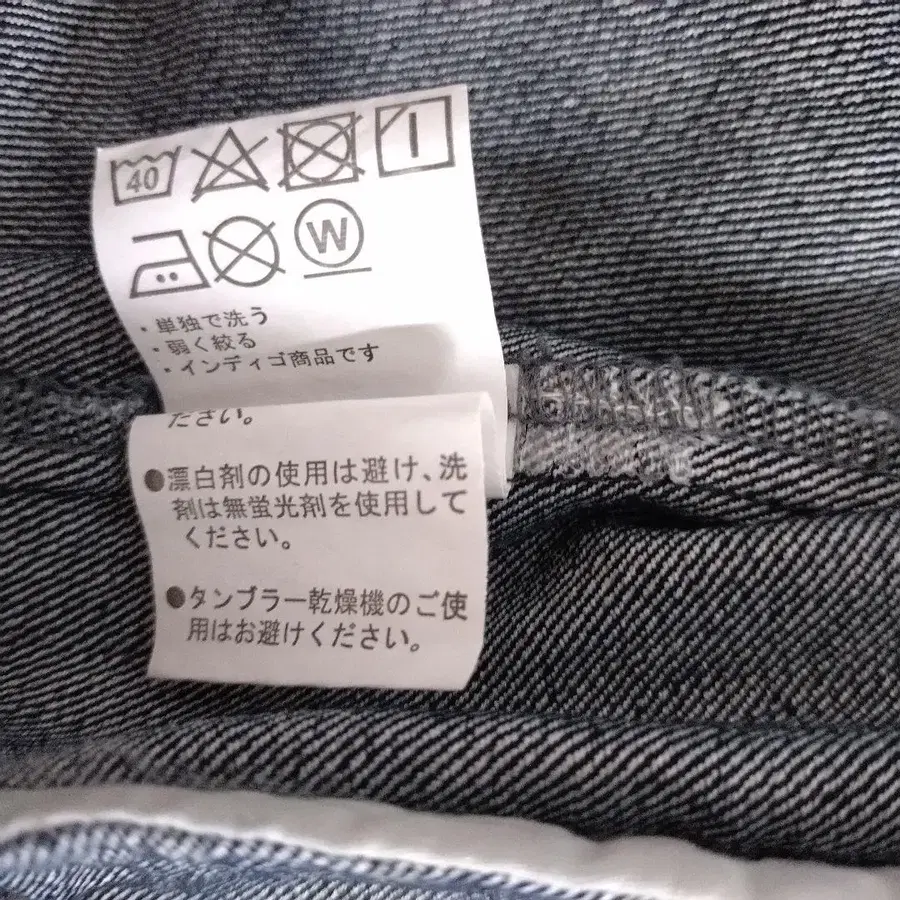 40
W
・単独で洗う
・弱く絞る
・インディゴ商品です
ださい。
●漂白剤の使用は避け、洗
剤は無蛍光剤を使用して
ください。
●タンブラー乾燥機のご使
用はお避けください。